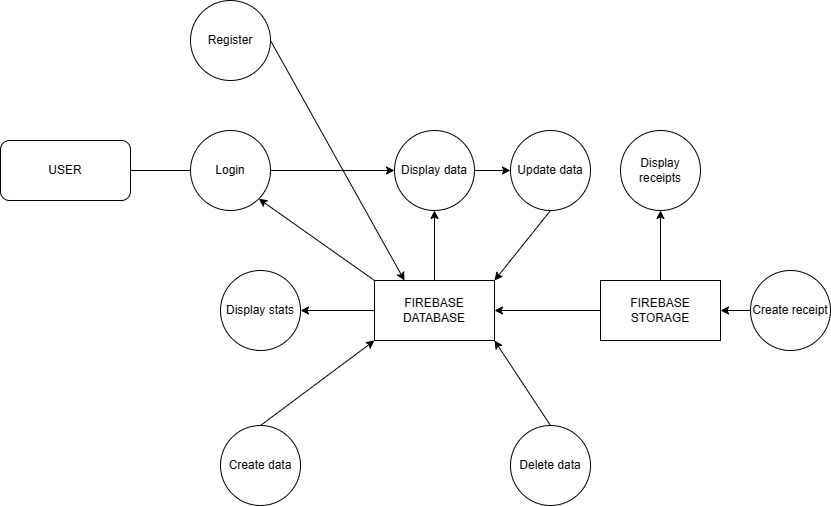 Register
USER
Login
Display data
Update data
Display
receipts
Display stats
FIREBASE
DATABASE
FIREBASE
STORAGE
Create receipt
Create data
Delete data